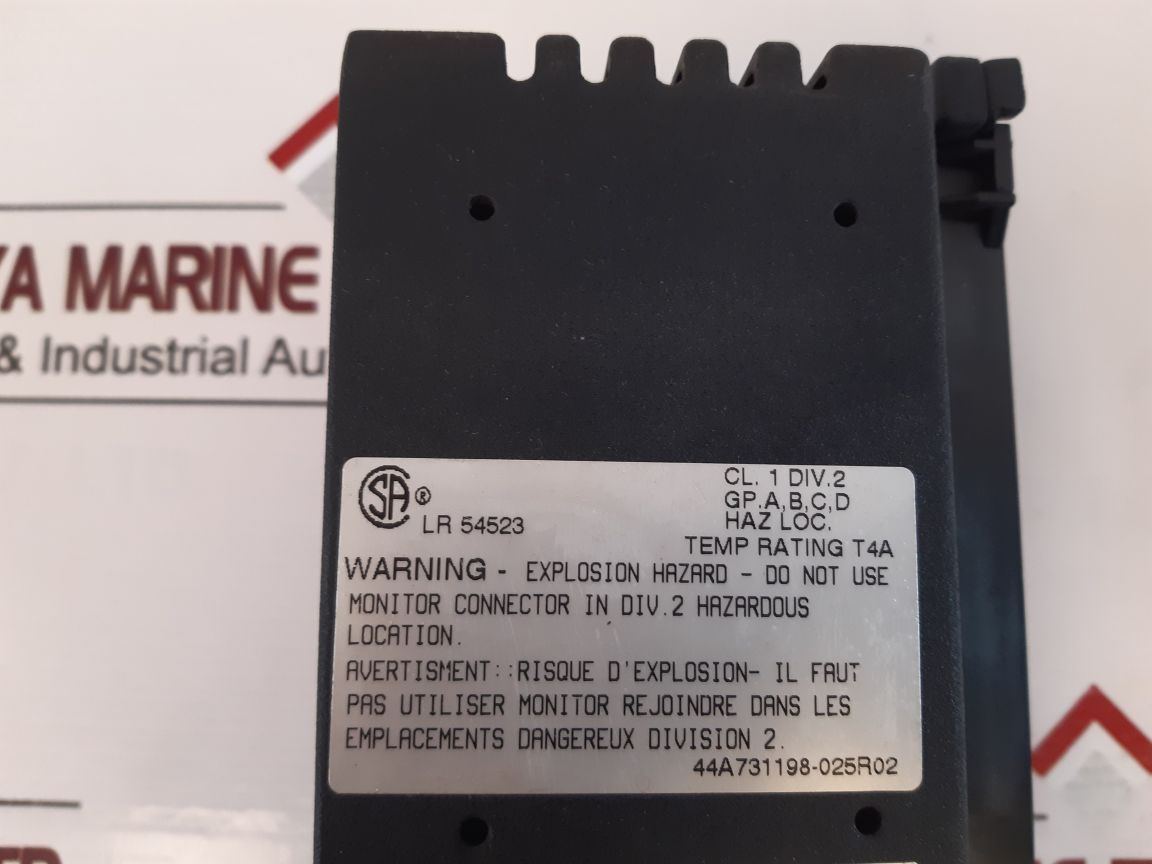 MARINE
& Industrial
SA ®
LR 54523
CL. 1 DIV.2
GP.A,B,C,D
HAZ LOC.
TEMP RATING T4A
WARNING - EXPLOSION HAZARD - DO NOT USE
MONITOR CONNECTOR IN DIV.2 HAZARDOUS
LOCATION.
AVERTISMENT::RISQUE D'EXPLOSION- IL FAUT
PAS UTILISER MONITOR REJOINDRE DANS LES
EMPLACEMENTS DANGEREUX DIVISION 2.
44A731198-025R02